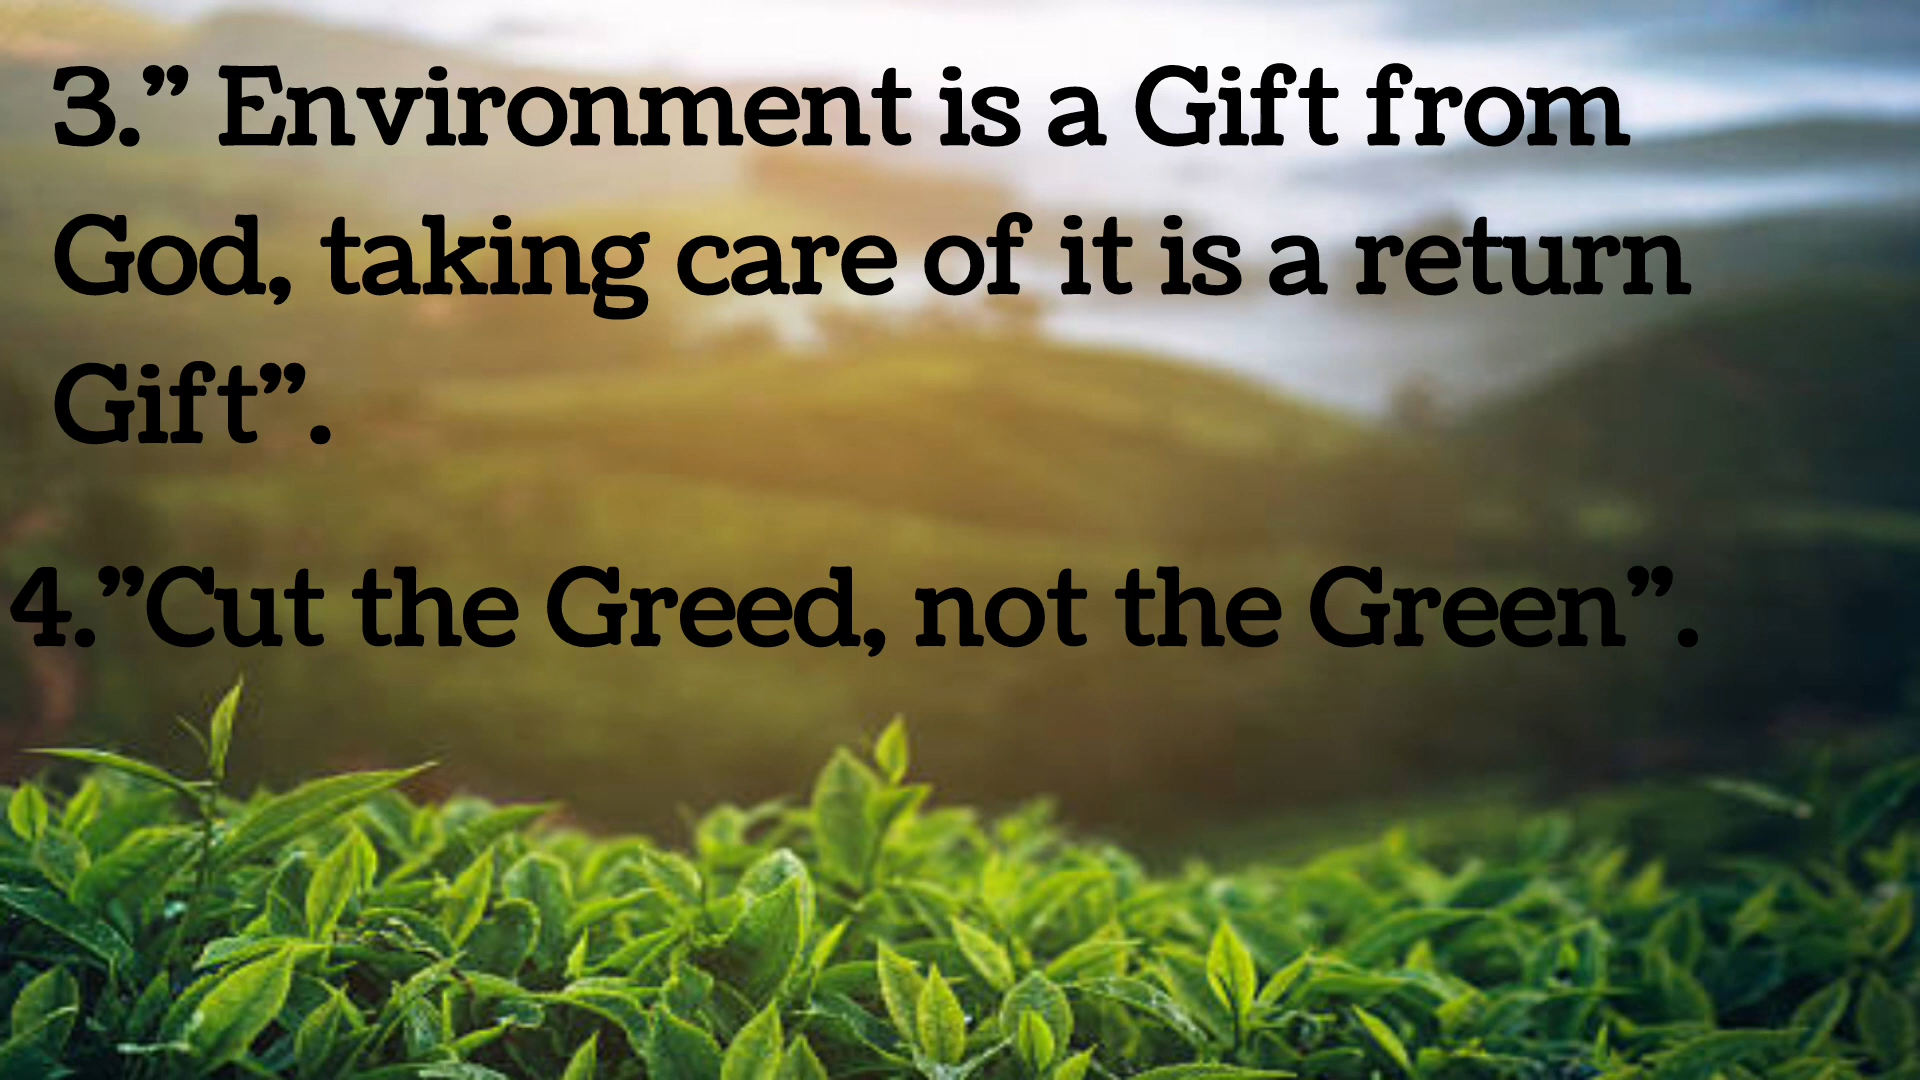 3.” Environment is a Gift from
God, taking care of it is a return
Gift”.
4.”Cut the Greed, not the Green”.